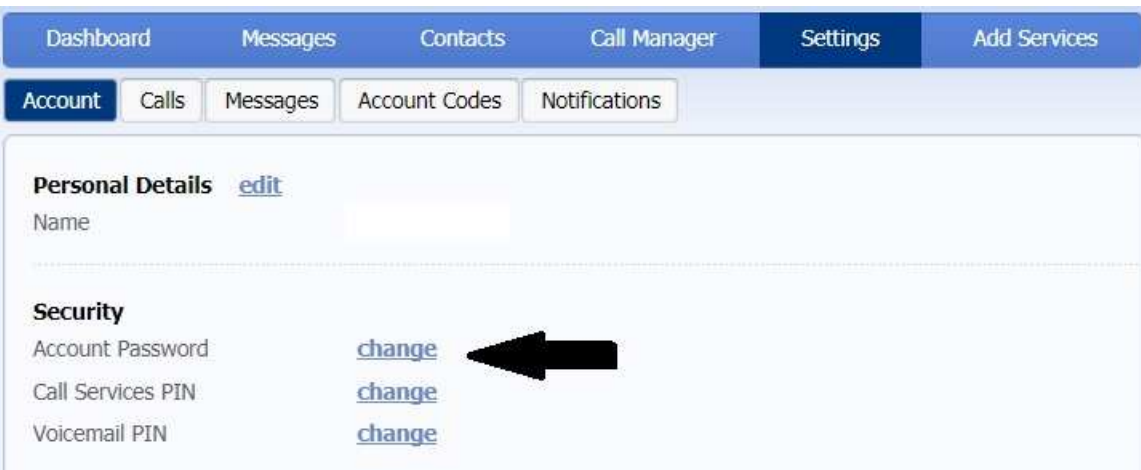 Dashboard Messages Contacts Call Manager Settings Add Services
Account Calls Messages Account Codes Notifications
Personal Details edit
Name
Security
Account Password change
Call Services PIN change
Voicemail PIN change